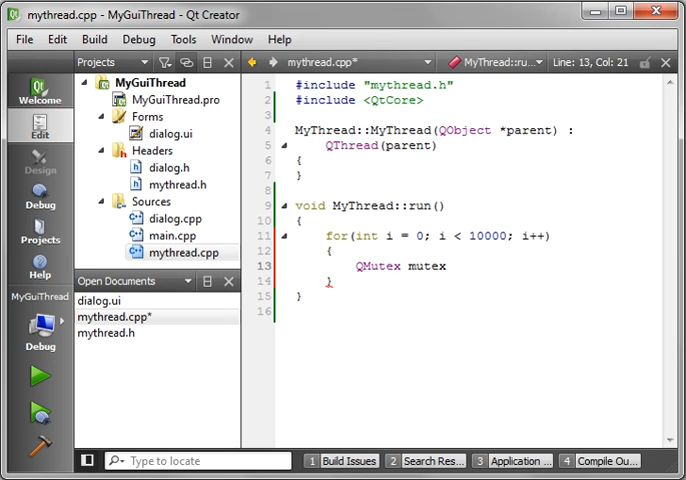 mythread.cpp - MyGuiThread - Qt Creator
File Edit Build Debug Tools Window Help
Projects mythread.cpp* MyThread::ru... Line: 13, Col: 21
Qt
Welcome
Edit
Design
Debug
Projects
Help
MyGuiThread
Debug
MyGuiThread
MyGuiThread.pro
Forms
dialog.ui
Headers
dialog.h
mythread.h
Sources
dialog.cpp
main.cpp
mythread.cpp
Open Documents
dialog.ui
mythread.cpp*
mythread.h
1 #include "mythread.h"
2 #include <QtCore>
3
4 MyThread::MyThread(QObject *parent) :
5 QThread(parent)
6 {
7 }
8
9 void MyThread::run()
10 {
11 for(int i = 0; i < 10000; i++)
12 {
13 QMutex mutex
14 }
15 }
16
Type to locate 1 Build Issues 2 Search Res... 3 Application ... 4 Compile Ou...